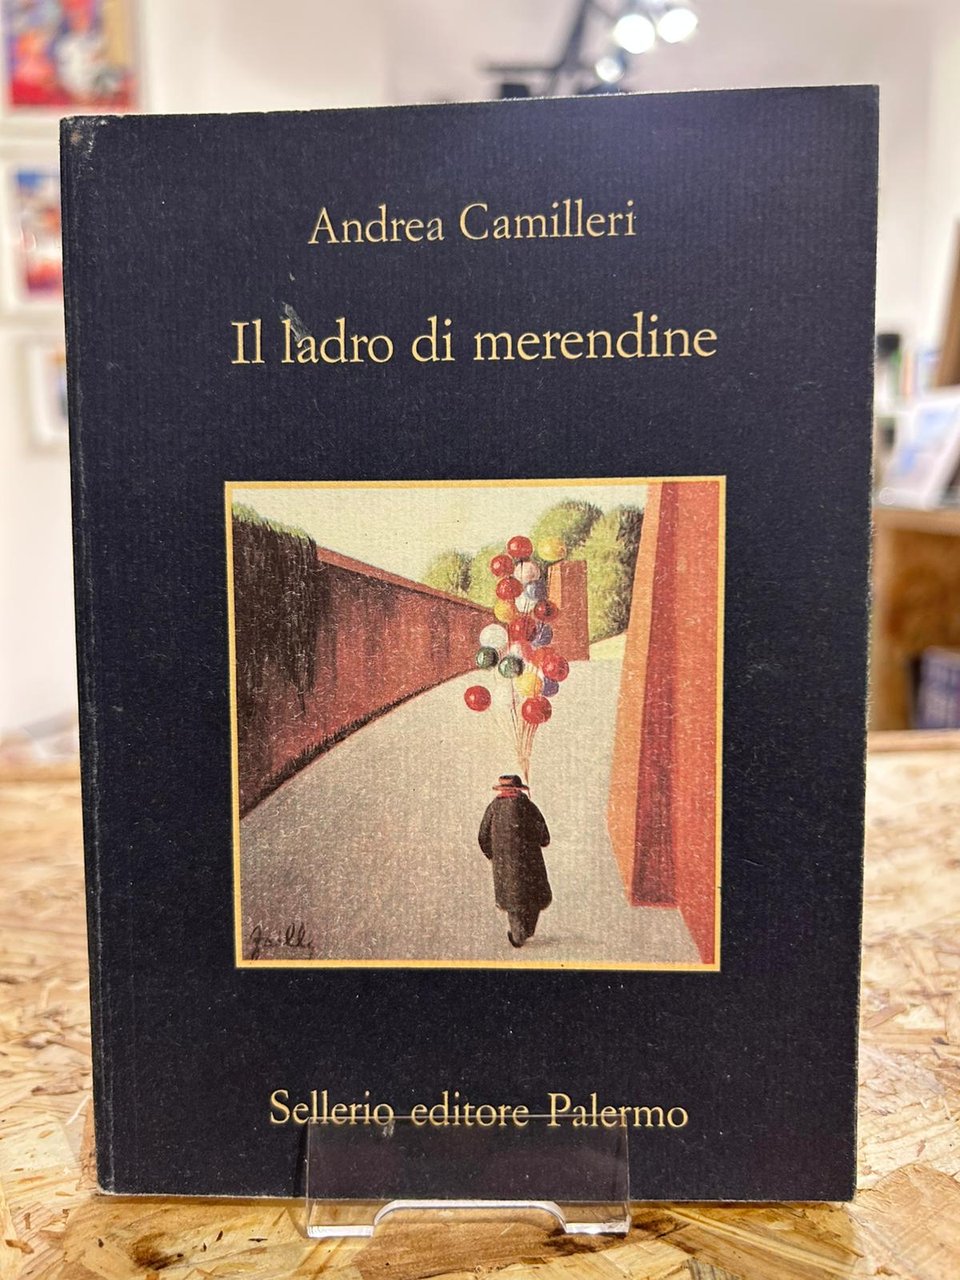 Andrea Camilleri
Il ladro di merendine
Sellerio editore Palermo